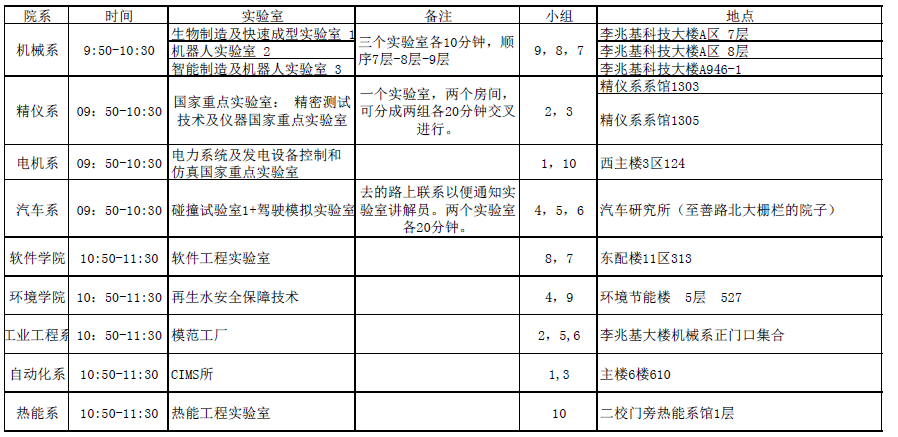 院系 时间 实验室 备注 小组 地点
机械系 9:50-10:30 生物制造及快速成型实验室 1 三个实验室各10分钟，顺 9，8，7 李兆基科技大楼A区 7层
机器人实验室 2 序7层-8层-9层 李兆基科技大楼A区 8层
智能制造及机器人实验室 3 李兆基科技大楼A946-1
精仪系 09：50-10:30 国家重点实验室： 精密测试 一个实验室，两个房间， 2，3 精仪系系馆1303
技术及仪器国家重点实验室 可分成两组各20分钟交叉 精仪系系馆1305
进行。
电机系 09：50-10:30 电力系统及发电设备控制和 1，10 西主楼3区124
仿真国家重点实验室
汽车系 09：50-10:30 碰撞试验室1+驾驶模拟实验室 去的路上联系以便通知实 4，5，6 汽车研究所（至善路北大栅栏的院子）
验室讲解员。两个实验室
各20分钟。
软件学院 10:50-11:30 软件工程实验室 8，7 东配楼11区313
环境学院 10：50-11:30 再生水安全保障技术 4，9 环境节能楼 5层 527
工业工程系 10：50-11:30 模范工厂 2，5,6 李兆基大楼机械系正门口集合
自动化系 10:50-11:30 CIMS所 1,3 主楼6楼610
热能系 10:50-11:30 热能工程实验室 10 二校门旁热能系馆1层